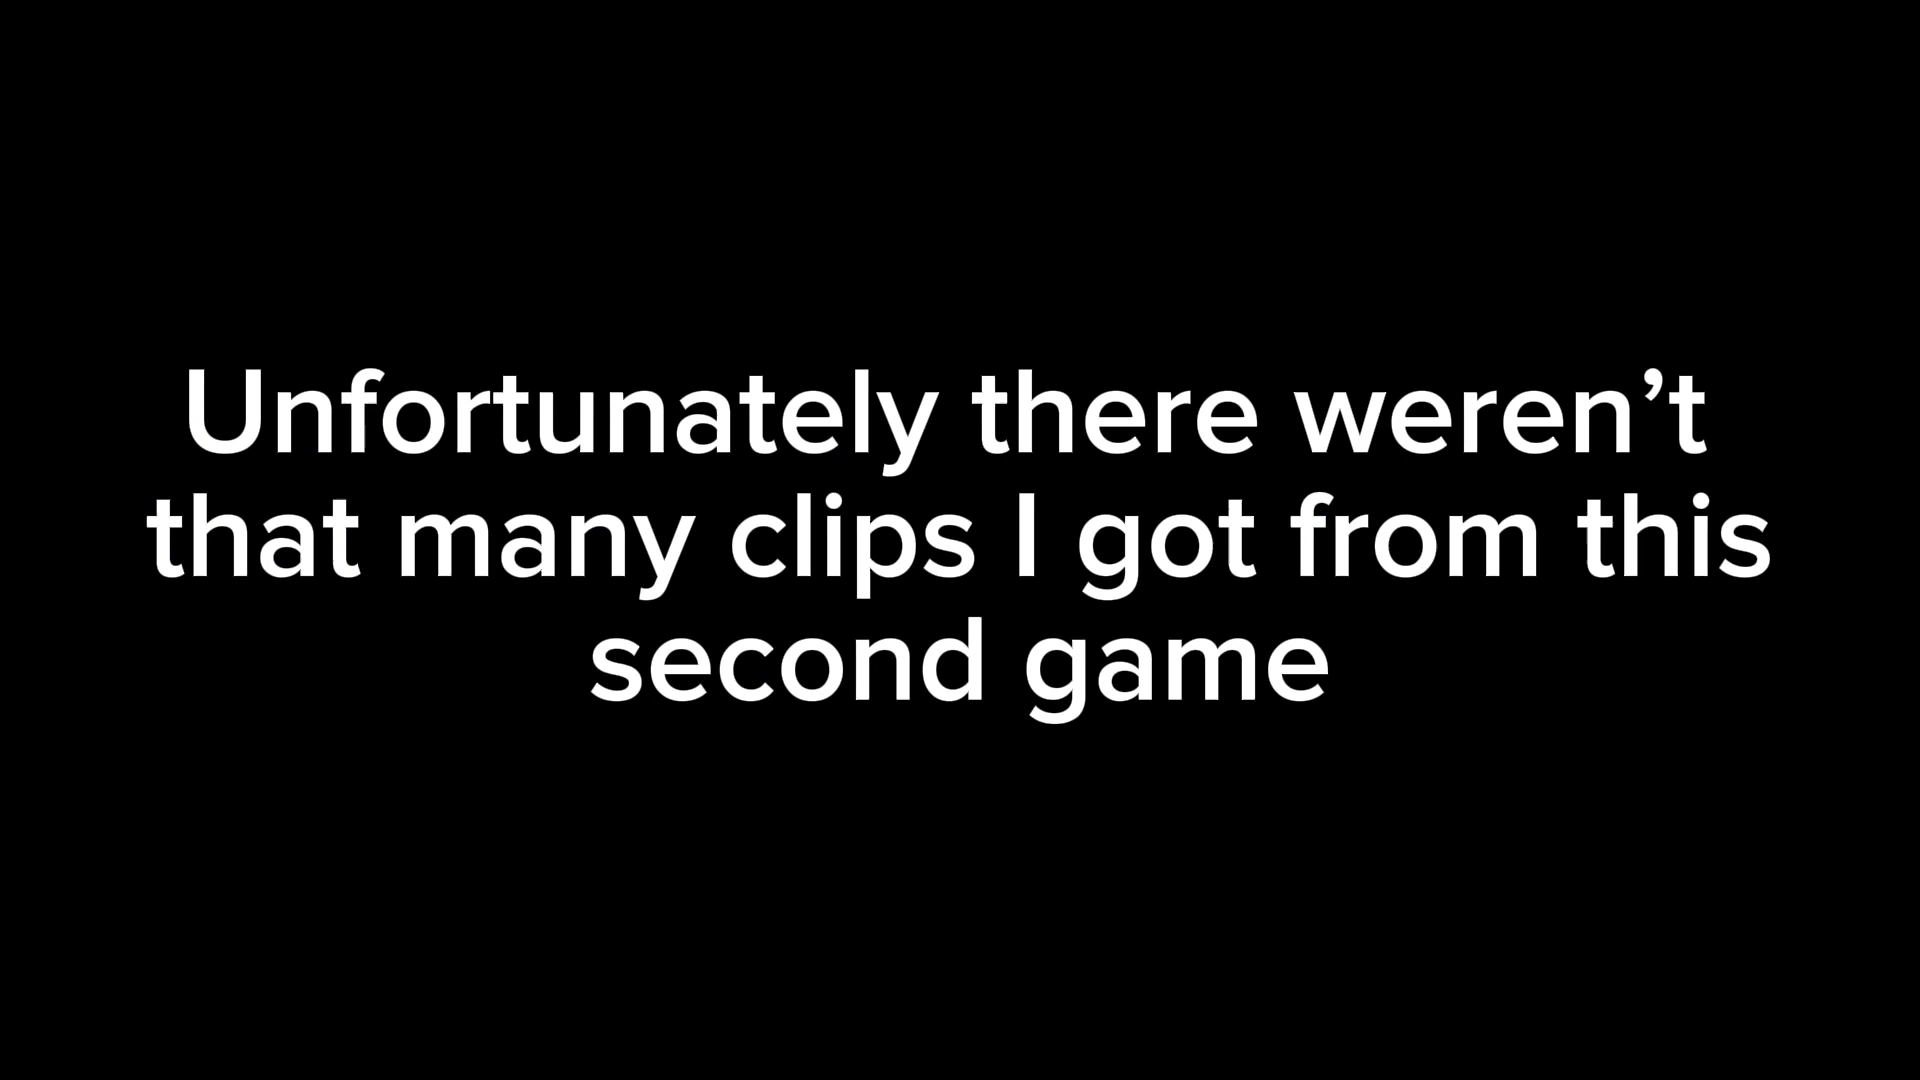 Unfortunately there weren’t
that many clips I got from this
second game